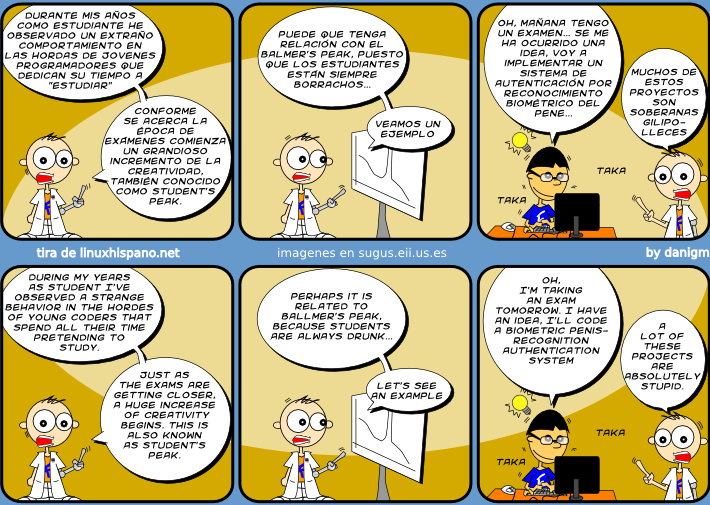 DURANTE MIS AÑOS
COMO ESTUDIANTE HE
OBSERVADO UN EXTRAÑO
COMPORTAMIENTO EN
LAS HORDAS DE JOVENES
PROGRAMADORES QUE
DEDICAN SU TIEMPO A
"ESTUDIAR"
CONFORME
SE ACERCA LA
ÉPOCA DE
EXÁMENES COMIENZA
UN GRANDIOSO
INCREMENTO DE LA
CREATIVIDAD,
TAMBIÉN CONOCIDO
COMO STUDENT'S
PEAK.
PUEDE QUE TENGA
RELACIÓN CON EL
BALMER'S PEAK, PUESTO
QUE LOS ESTUDIANTES
ESTÁN SIEMPRE
BORRACHOS...
VEAMOS UN
EJEMPLO
OH, MAÑANA TENGO
UN EXAMEN... SE ME
HA OCURRIDO UNA
IDEA, VOY A
IMPLEMENTAR UN
SISTEMA DE
AUTENTICACIÓN POR
RECONOCIMIENTO
BIOMÉTRICO DEL
PENE...
MUCHOS DE
ESTOS
PROYECTOS
SON
SOBERANAS
GILIPO-
LLECES
TAKA
TAKA
tira de linuxhispano.net
imagenes en sugus.eii.us.es
by danigm
DURING MY YEARS
AS STUDENT I'VE
OBSERVED A STRANGE
BEHAVIOR IN THE HORDES
OF YOUNG CODERS THAT
SPEND ALL THEIR TIME
PRETENDING TO
STUDY.
JUST AS
THE EXAMS ARE
GETTING CLOSER,
A HUGE INCREASE
OF CREATIVITY
BEGINS. THIS IS
ALSO KNOWN
AS STUDENT'S
PEAK.
PERHAPS IT IS
RELATED TO
BALLMER'S PEAK,
BECAUSE STUDENTS
ARE ALWAYS DRUNK...
LET'S SEE
AN EXAMPLE
OH,
I'M TAKING
AN EXAM
TOMORROW. I HAVE
AN IDEA, I'LL CODE
A BIOMETRIC PENIS-
RECOGNITION
AUTHENTICATION
SYSTEM
A
LOT OF
THESE
PROJECTS
ARE
ABSOLUTELY
STUPID.
TAKA
TAKA